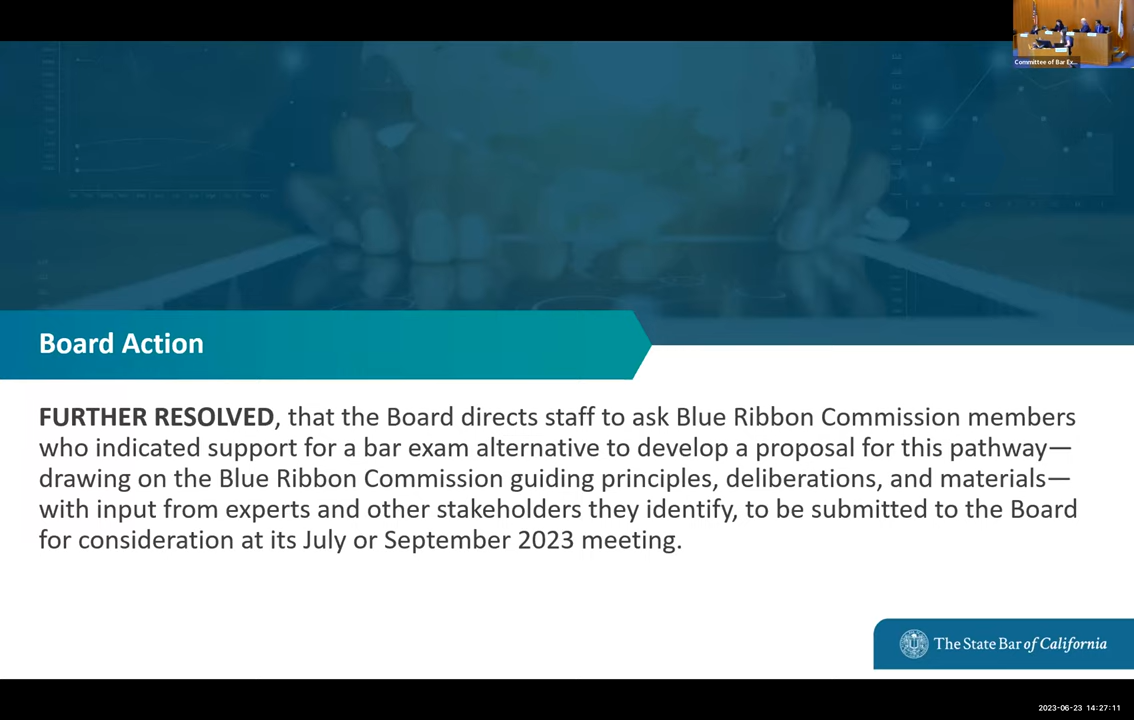 Committee of Bar Ex...
Board Action
FURTHER RESOLVED, that the Board directs staff to ask Blue Ribbon Commission members
who indicated support for a bar exam alternative to develop a proposal for this pathway—
drawing on the Blue Ribbon Commission guiding principles, deliberations, and materials—
with input from experts and other stakeholders they identify, to be submitted to the Board
for consideration at its July or September 2023 meeting.
The State Bar of California
2023-06-23 14:27:11